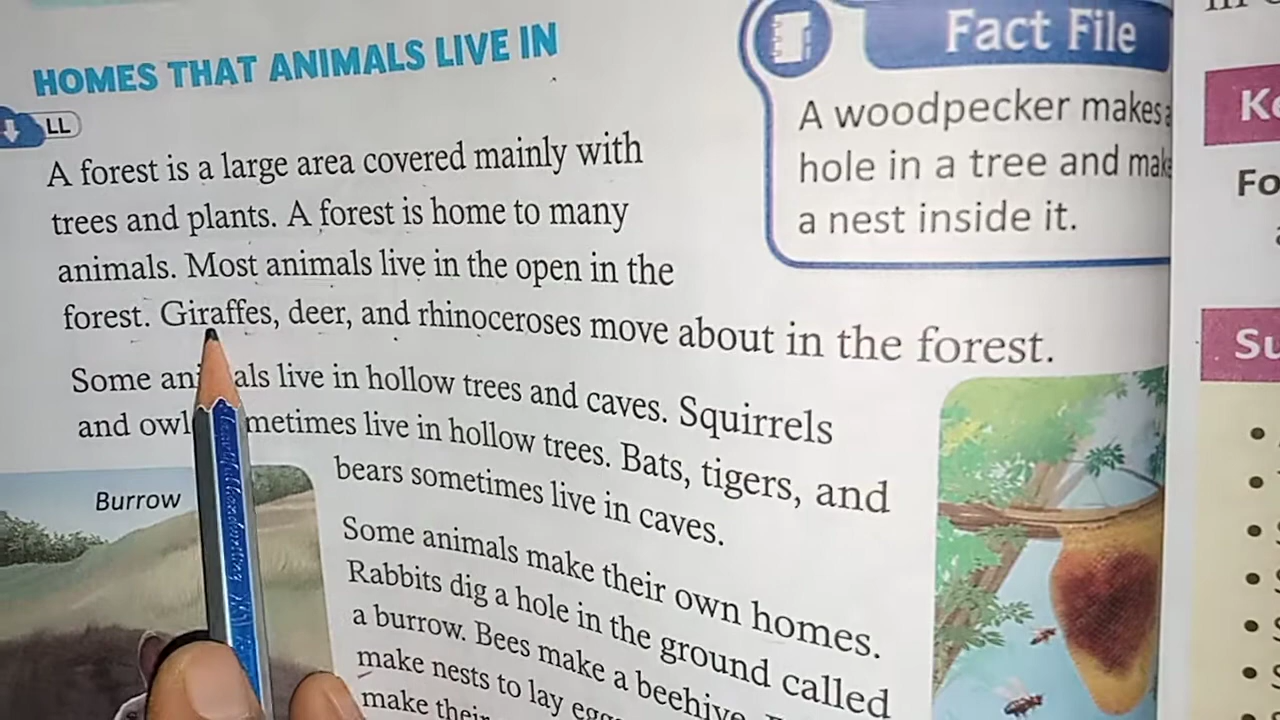 HOMES THAT ANIMALS LIVE IN
LL
A forest is a large area covered mainly with
trees and plants. A forest is home to many
animals. Most animals live in the open in the
forest. Giraffes, deer, and rhinoceroses move about in the forest.
Some animals live in hollow trees and caves. Squirrels
and owls sometimes live in hollow trees. Bats, tigers, and
bears sometimes live in caves.
Some animals make their own homes.
Rabbits dig a hole in the ground called
a burrow. Bees make a beehive.
make nests to lay
make their
Burrow
Fact File
A woodpecker makes a
hole in a tree and
a nest inside it.